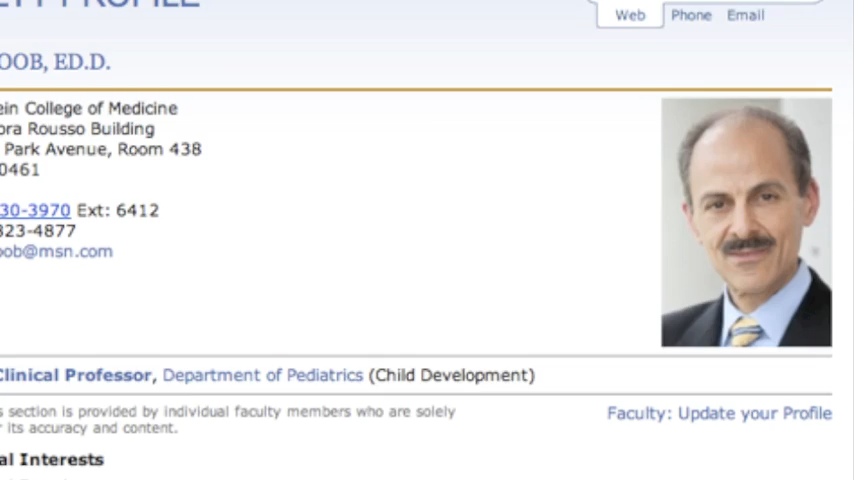 PROFILE
Web Phone Email
OOB, ED.D.
ein College of Medicine
ora Rousso Building
Park Avenue, Room 438
0461
30-3970 Ext: 6412
823-4877
oob@msn.com
Clinical Professor, Department of Pediatrics (Child Development)
s section is provided by individual faculty members who are solely
r its accuracy and content.
Faculty: Update your Profile
al Interests